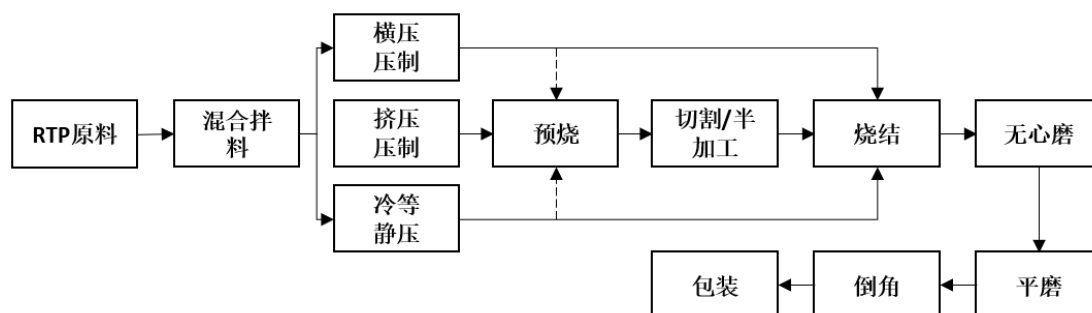 横压
压制
RTP原料
混合拌
料
挤压
压制
预烧
切割/半
加工
烧结
无心磨
冷等
静压
包装
倒角
平磨